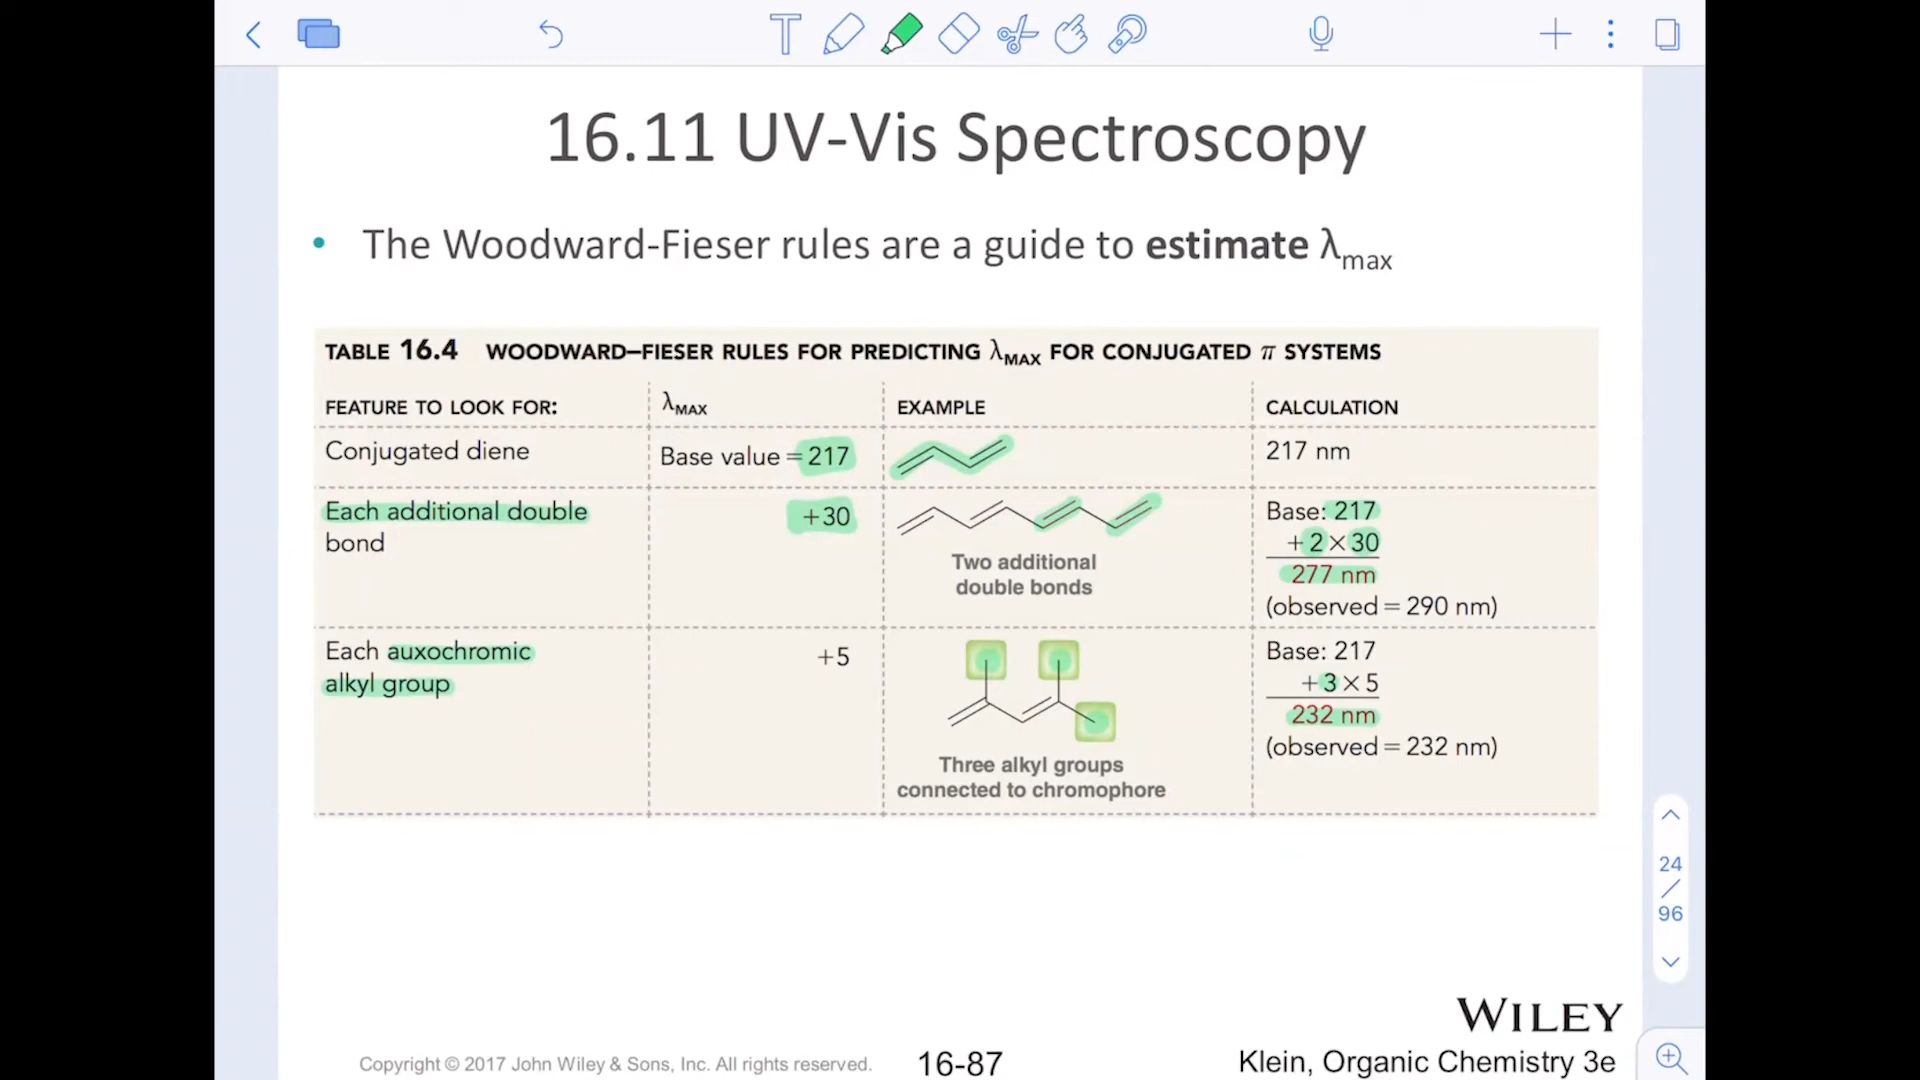 16.11 UV-Vis Spectroscopy
• The Woodward-Fieser rules are a guide to estimate λmax
TABLE 16.4 WOODWARD–FIESER RULES FOR PREDICTING λMAX FOR CONJUGATED π SYSTEMS
FEATURE TO LOOK FOR: λMAX EXAMPLE CALCULATION
Conjugated diene Base value = 217 217 nm
Each additional double
bond
+30
Two additional
double bonds
Base: 217
+2×30
277 nm
(observed = 290 nm)
Each auxochromic
alkyl group
+5
Three alkyl groups
connected to chromophore
Base: 217
+3×5
232 nm
(observed = 232 nm)
24
/
96
WILEY
Copyright © 2017 John Wiley & Sons, Inc. All rights reserved. 16-87 Klein, Organic Chemistry 3e